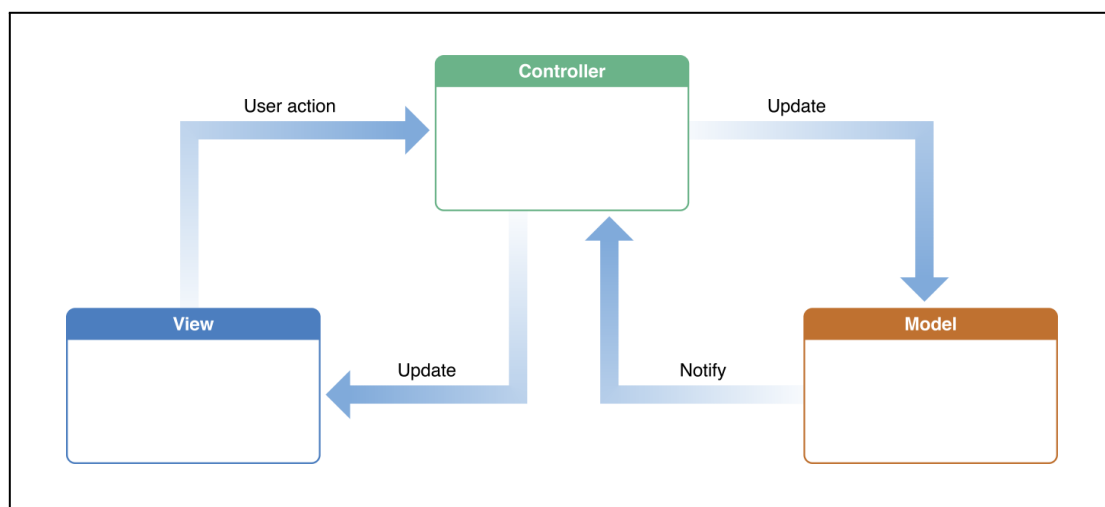 Controller
User action
Update
View
Model
Update
Notify